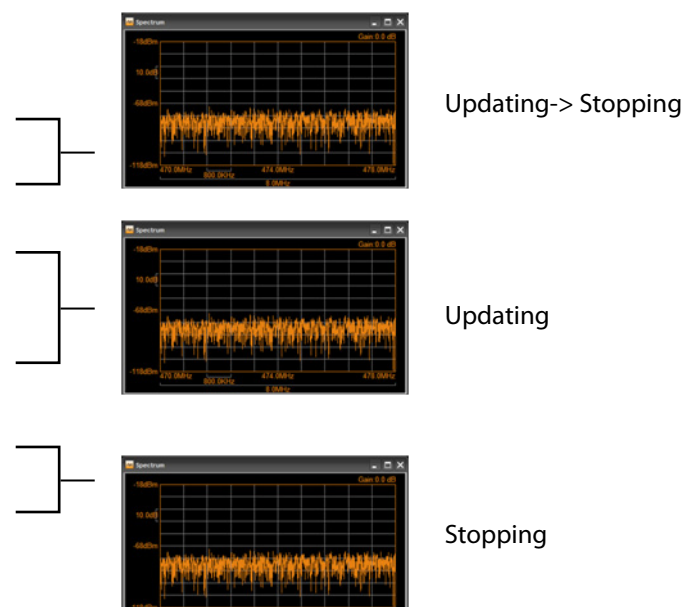 Spectrum
Gain 0.0 dB
-18dBm
10.0dB
-68dBm
-118dBm
470.0MHz 474.0MHz 478.0MHz
800.0KHz
8.0MHz
Updating-> Stopping
Spectrum
Gain 0.0 dB
-18dBm
10.0dB
-68dBm
-118dBm
470.0MHz 474.0MHz 478.0MHz
800.0KHz
8.0MHz
Updating
Spectrum
Gain 0.0 dB
-18dBm
10.0dB
-68dBm
Stopping